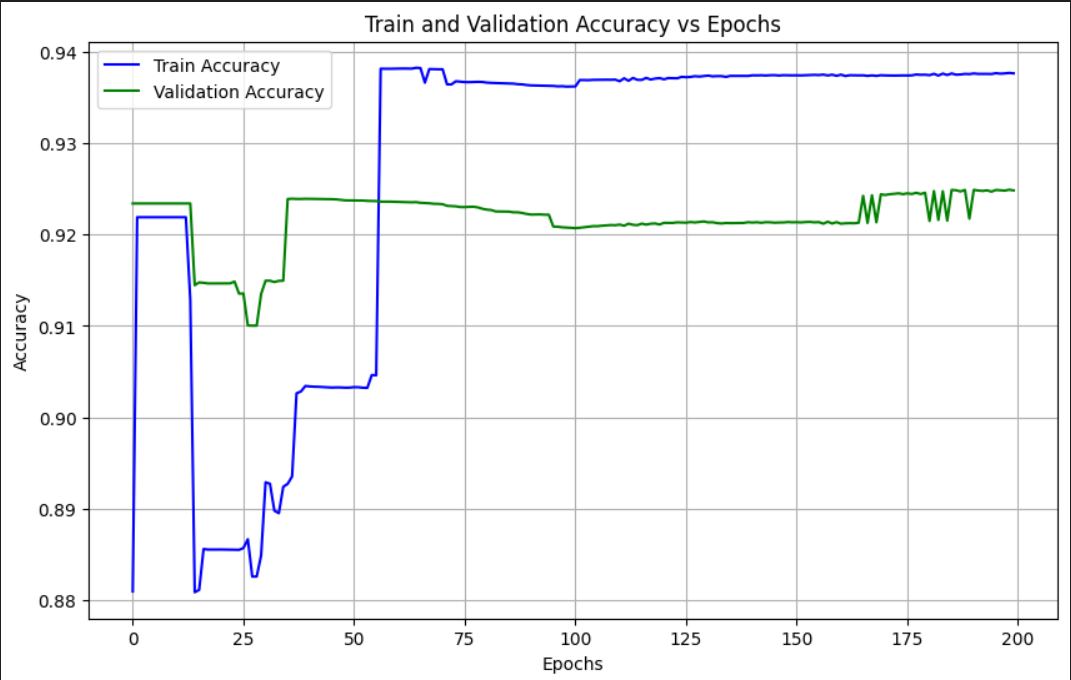 Train and Validation Accuracy vs Epochs
Train Accuracy
Validation Accuracy
Accuracy
0.94
0.93
0.92
0.91
0.90
0.89
0.88
0 25 50 75 100 125 150 175 200
Epochs